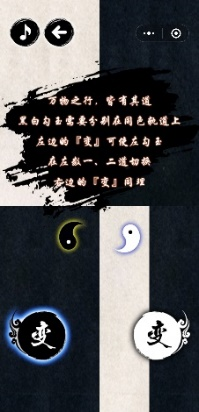 万物之行，皆有其道
黑白勾玉需要分别在同色轨道上
左边的『变』可使左勾玉
在左数一、二道切换
右边的『变』同理
变
变